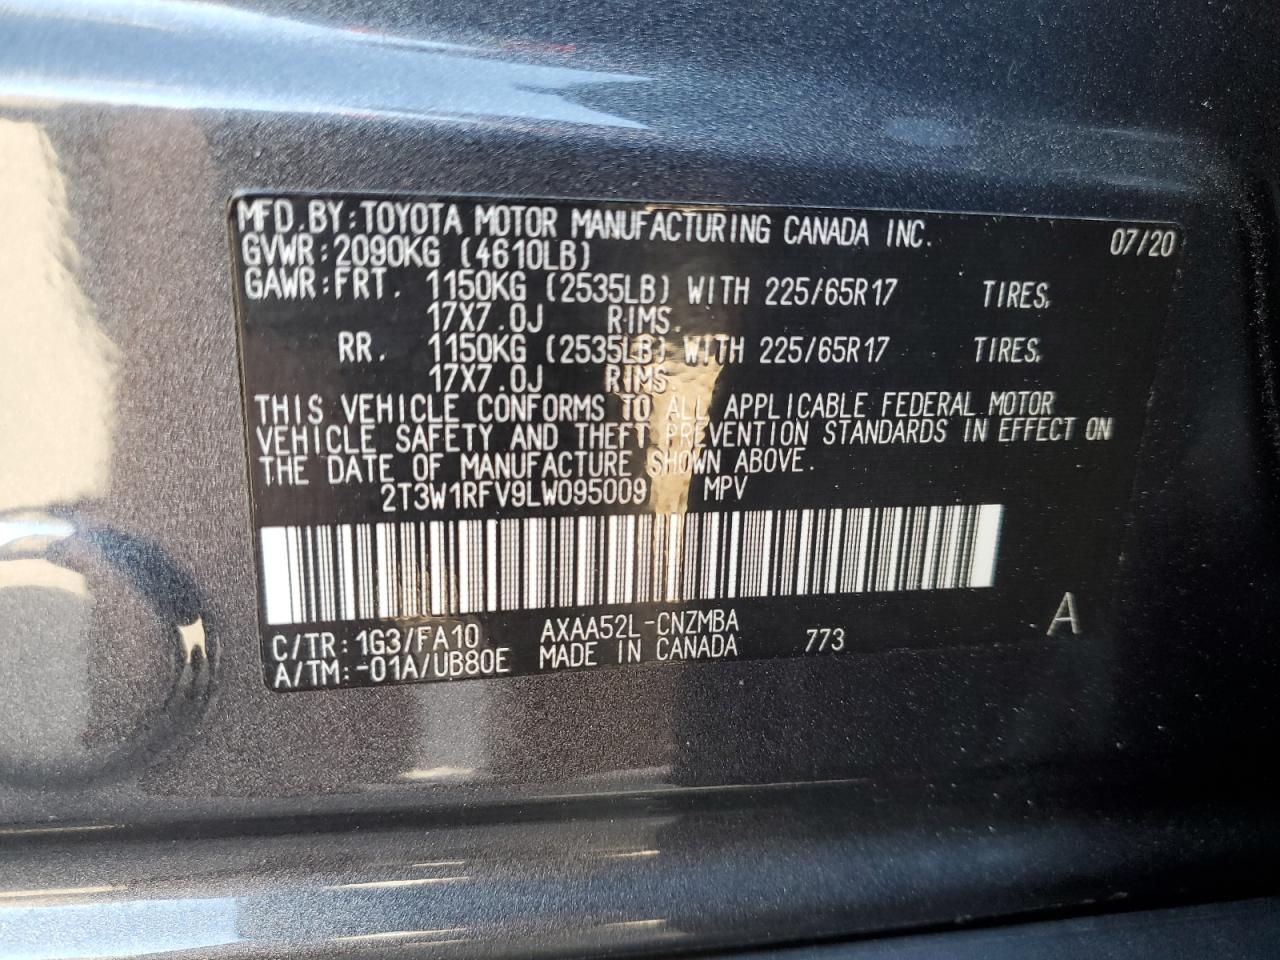 MFD.BY:TOYOTA MOTOR MANUFACTURING CANADA INC. 07/20
GVWR:2090KG (4610LB)
GAWR:FRT. 1150KG (2535LB) WITH 225/65R17 TIRES,
17X7.0J RIMS.
RR. 1150KG (2535LB) WITH 225/65R17 TIRES,
17X7.0J RIMS.
THIS VEHICLE CONFORMS TO ALL APPLICABLE FEDERAL MOTOR
VEHICLE SAFETY AND THEFT PREVENTION STANDARDS IN EFFECT ON
THE DATE OF MANUFACTURE SHOWN ABOVE.
2T3W1RFV9LW095009 MPV
C/TR:1G3/FA10 AXAA52L-CNZMBA 773 A
A/TM:-01A/UB80E MADE IN CANADA